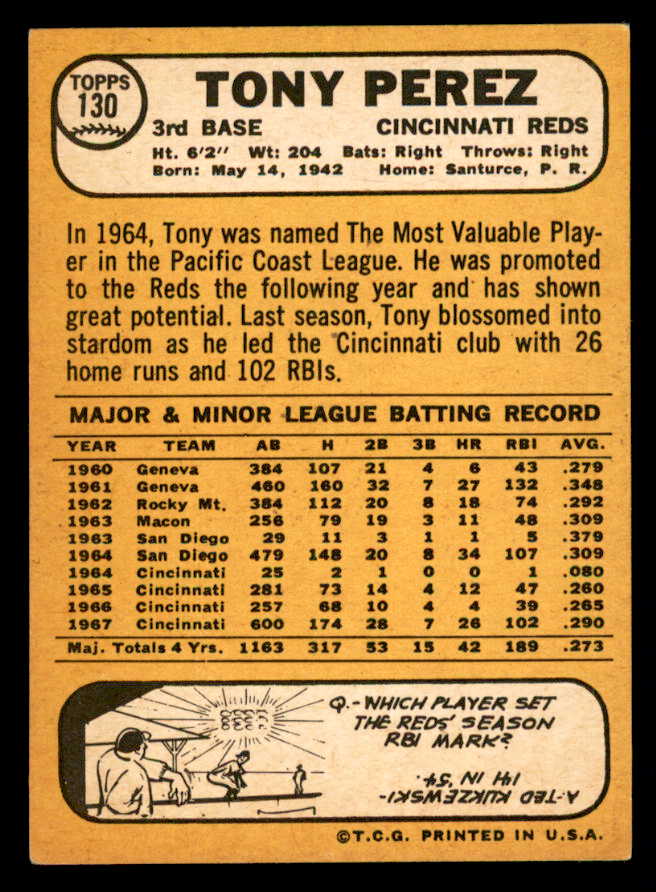 TOPPS
130
TONY PEREZ
3rd BASE CINCINNATI REDS
Ht. 6'2" Wt: 204 Bats: Right Throws: Right
Born: May 14, 1942 Home: Santurce, P. R.
In 1964, Tony was named The Most Valuable Play-
er in the Pacific Coast League. He was promoted
to the Reds the following year and has shown
great potential. Last season, Tony blossomed into
stardom as he led the Cincinnati club with 26
home runs and 102 RBIs.
MAJOR & MINOR LEAGUE BATTING RECORD
YEAR TEAM AB H 2B 3B HR RBI AVG.
1960 Geneva 384 107 21 4 6 43 .279
1961 Geneva 460 160 32 7 27 132 .348
1962 Rocky Mt. 384 112 20 8 18 74 .292
1963 Macon 256 79 19 3 11 48 .309
1963 San Diego 29 11 3 1 1 5 .379
1964 San Diego 479 148 20 8 34 107 .309
1964 Cincinnati 25 2 1 0 0 1 .080
1965 Cincinnati 281 73 14 4 12 47 .260
1966 Cincinnati 257 68 10 4 4 39 .265
1967 Cincinnati 600 174 28 7 26 102 .290
Maj. Totals 4 Yrs. 1163 317 53 15 42 189 .273
Q.-WHICH PLAYER SET
THE REDS' SEASON
RBI MARK?
A-TED KUKZEWSKI-
141 IN '54.
©T.C.G. PRINTED IN U.S.A.